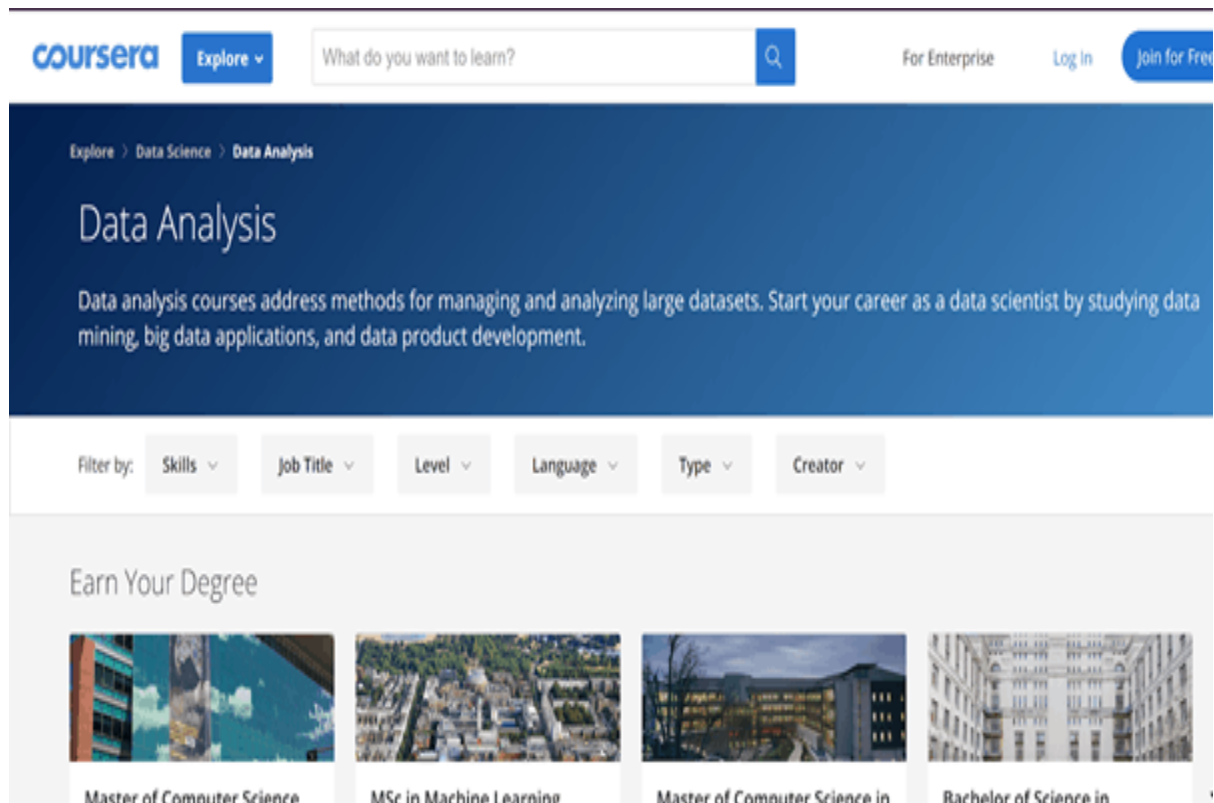 coursera
Explore
What do you want to learn?
For Enterprise
Log In
Join for Free
Explore > Data Science > Data Analysis
Data Analysis
Data analysis courses address methods for managing and analyzing large datasets. Start your career as a data scientist by studying data
mining, big data applications, and data product development.
Filter by:
Skills
Job Title
Level
Language
Type
Creator
Earn Your Degree
Master of Computer Science
MSc in Machine Learning
Master of Computer Science in
Bachelor of Science in